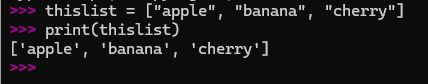 >>> thislist = ["apple", "banana", "cherry"]
>>> print(thislist)
['apple', 'banana', 'cherry']
>>>